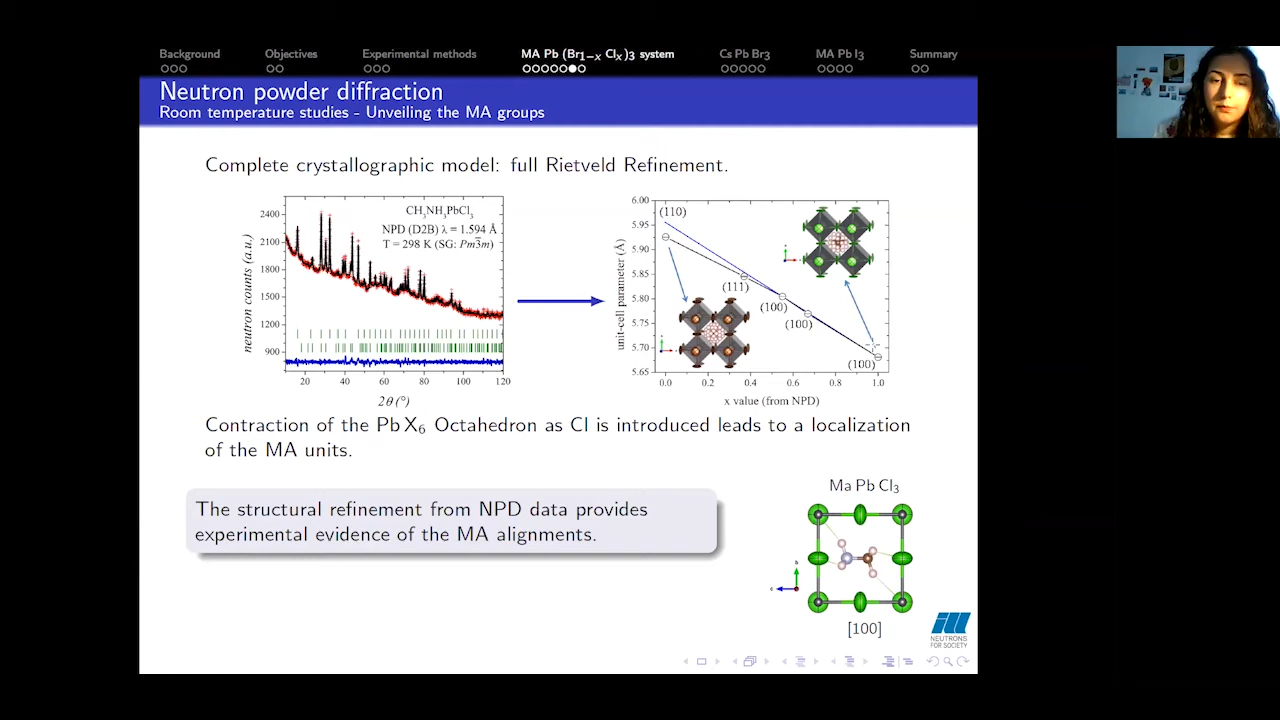 Background Objectives Experimental methods MA Pb (Br1−x Clx)3 system Cs Pb Br3 MA Pb I3 Summary
Neutron powder diffraction
Room temperature studies - Unveiling the MA groups
Complete crystallographic model: full Rietveld Refinement.
CH3NH3PbCl3
NPD (D2B) λ = 1.594 Å
T = 298 K (SG: Pm3̅m)
neutron counts (a.u.)
2400
2100
1800
1500
1200
900
20 40 60 80 100 120
2θ (°)
unit-cell parameter (Å)
6.00
5.95
5.90
5.85
5.80
5.75
5.70
5.65
(110)
(111)
(100)
(100)
(100)
0.0 0.2 0.4 0.6 0.8 1.0
x value (from NPD)
Contraction of the Pb X6 Octahedron as Cl is introduced leads to a localization
of the MA units.
The structural refinement from NPD data provides
experimental evidence of the MA alignments.
Ma Pb Cl3
b
c
[100]
NEUTRONS
FOR SOCIETY